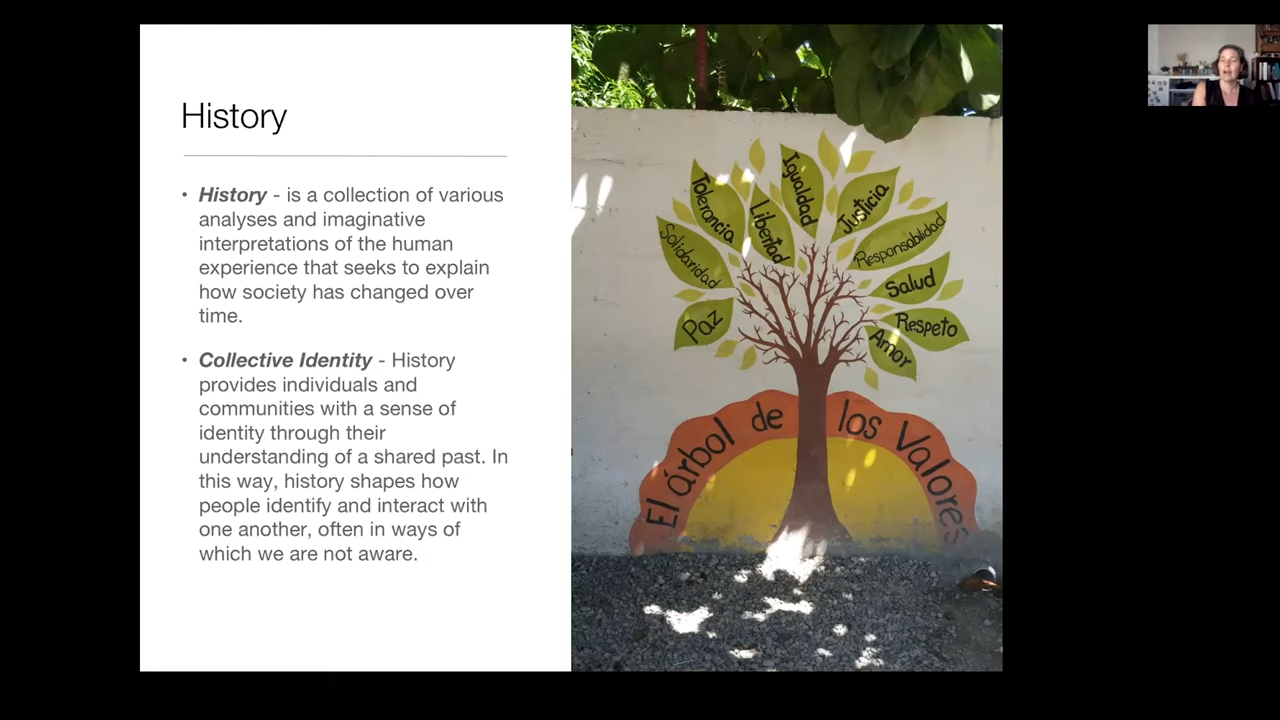 History
• History - is a collection of various
analyses and imaginative
interpretations of the human
experience that seeks to explain
how society has changed over
time.
• Collective Identity - History
provides individuals and
communities with a sense of
identity through their
understanding of a shared past. In
this way, history shapes how
people identify and interact with
one another, often in ways of
which we are not aware.
Paz
Solidaridad
Tolerancia
Libertad
Igualdad
Justicia
Responsabilidad
Salud
Respeto
Amor
El árbol de los Valores